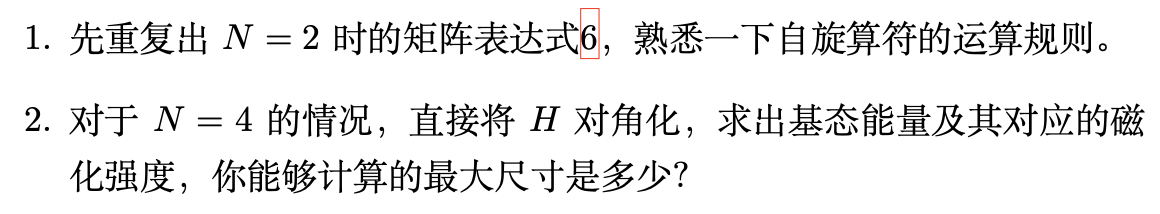 1. 先重复出 N = 2 时的矩阵表达式6，熟悉一下自旋算符的运算规则。
2. 对于 N = 4 的情况，直接将 H 对角化，求出基态能量及其对应的磁
化强度，你能够计算的最大尺寸是多少？